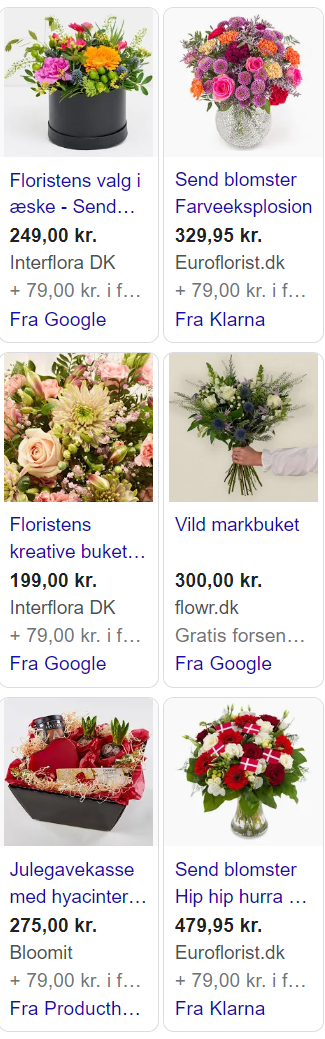 Floristens valg i
æske - Send…
249,00 kr.
Interflora DK
+ 79,00 kr. i f…
Fra Google
Send blomster
Farveeksplosion
329,95 kr.
Euroflorist.dk
+ 79,00 kr. i f…
Fra Klarna
Floristens
kreative buket…
199,00 kr.
Interflora DK
+ 79,00 kr. i f…
Fra Google
Vild markbuket
300,00 kr.
flowr.dk
Gratis forsen…
Fra Google
Julegavekasse
med hyacinter…
275,00 kr.
Bloomit
+ 79,00 kr. i f…
Fra Producth…
Send blomster
Hip hip hurra …
479,95 kr.
Euroflorist.dk
+ 79,00 kr. i f…
Fra Klarna